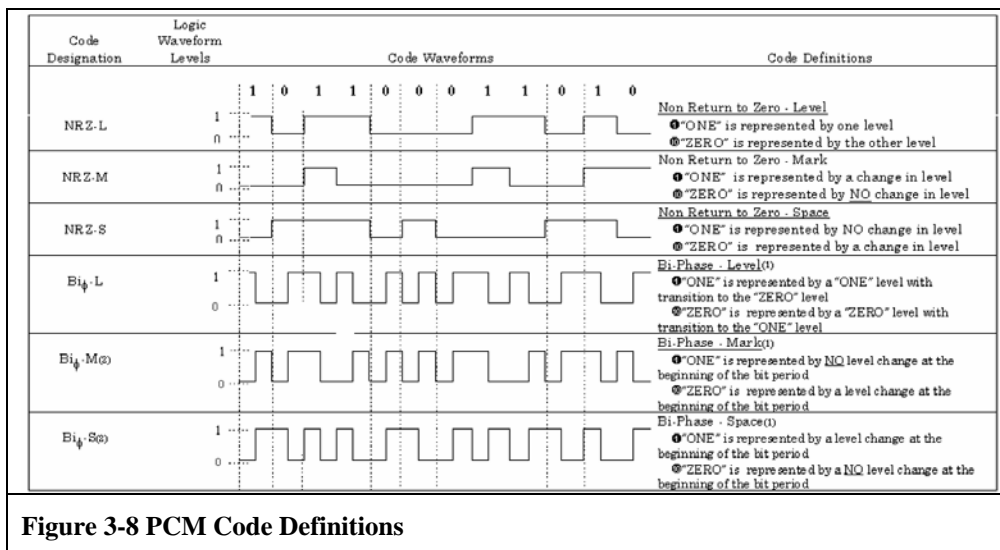 Code
Designation
Logic
Waveform
Levels
Code Waveforms
Code Definitions
1 0 1 1 0 0 0 1 1 0 1 0
NRZ-L
1
0
Non Return to Zero - Level
❶"ONE" is represented by one level
❿"ZERO" is represented by the other level
NRZ-M
1
0
Non Return to Zero - Mark
❶"ONE" is represented by a change in level
❿"ZERO" is represented by NO change in level
NRZ-S
1
0
Non Return to Zero - Space
❶"ONE" is represented by NO change in level
❿"ZERO" is represented by a change in level
Biϕ-L
1
0
Bi-Phase - Level(1)
❶"ONE" is represented by a "ONE" level with
transition to the "ZERO" level
❿"ZERO" is represented by a "ZERO" level with
transition to the "ONE" level
Biϕ-M(2)
1
0
Bi-Phase - Mark(1)
❶"ONE" is represented by NO level change at the
beginning of the bit period
❿"ZERO" is represented by a level change at the
beginning of the bit period
Biϕ-S(2)
1
0
Bi-Phase - Space(1)
❶"ONE" is represented by a level change at the
beginning of the bit period
❿"ZERO" is represented by a NO level change at the
beginning of the bit period
Figure 3-8 PCM Code Definitions